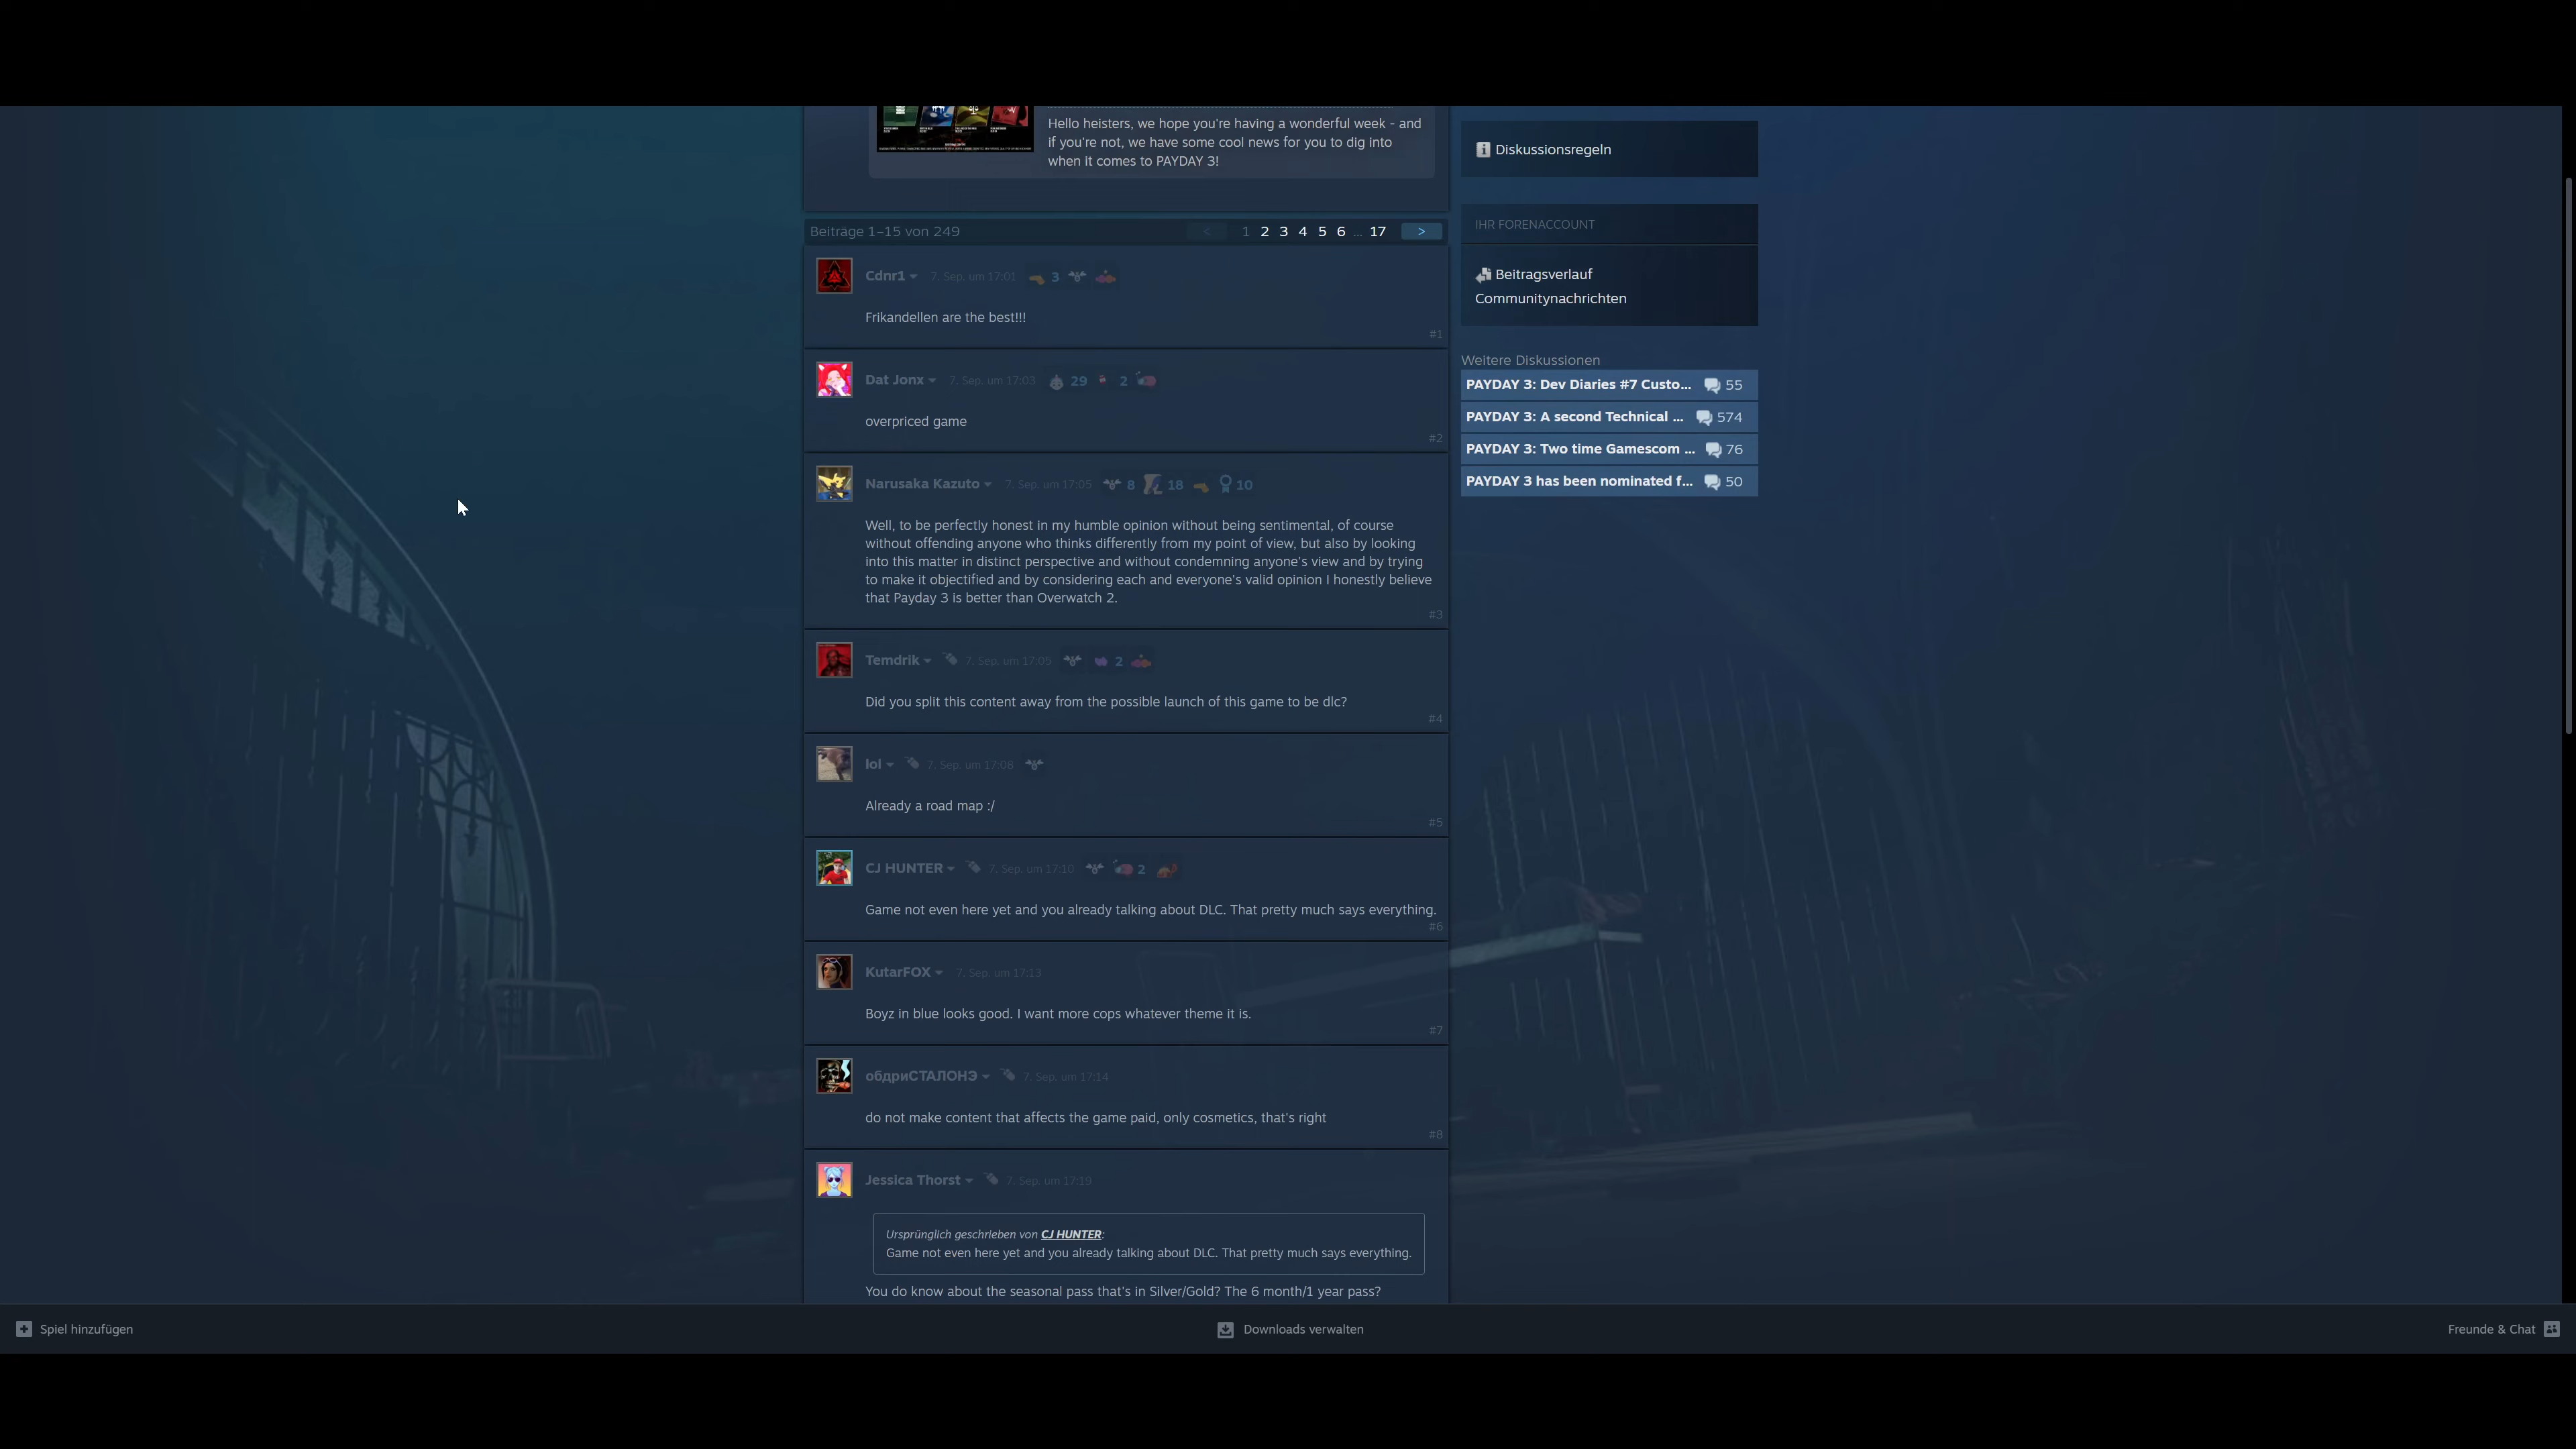 Hello heisters, we hope you're having a wonderful week - and
if you're not, we have some cool news for you to dig into
when it comes to PAYDAY 3!
Diskussionsregeln
IHR FORENACCOUNT
Beitragsverlauf
Communitynachrichten
Weitere Diskussionen
PAYDAY 3: Dev Diaries #7 Custo... 55
PAYDAY 3: A second Technical ... 574
PAYDAY 3: Two time Gamescom ... 76
PAYDAY 3 has been nominated f... 50
Beiträge 1–15 von 249 < 1 2 3 4 5 6 ... 17 >
Cdnr1 7. Sep. um 17:01 3
Frikandellen are the best!!!
#1
Dat Jonx 7. Sep. um 17:03 29 2
overpriced game
#2
Narusaka Kazuto 7. Sep. um 17:05 8 18 10
Well, to be perfectly honest in my humble opinion without being sentimental, of course
without offending anyone who thinks differently from my point of view, but also by looking
into this matter in distinct perspective and without condemning anyone's view and by trying
to make it objectified and by considering each and everyone's valid opinion I honestly believe
that Payday 3 is better than Overwatch 2.
#3
Temdrik 7. Sep. um 17:05 2
Did you split this content away from the possible launch of this game to be dlc?
#4
lol 7. Sep. um 17:08
Already a road map :/
#5
CJ HUNTER 7. Sep. um 17:10 2
Game not even here yet and you already talking about DLC. That pretty much says everything.
#6
KutarFOX 7. Sep. um 17:13
Boyz in blue looks good. I want more cops whatever theme it is.
#7
обдриСТАЛОНЭ 7. Sep. um 17:14
do not make content that affects the game paid, only cosmetics, that's right
#8
Jessica Thorst 7. Sep. um 17:19
Ursprünglich geschrieben von CJ HUNTER:
Game not even here yet and you already talking about DLC. That pretty much says everything.
You do know about the seasonal pass that's in Silver/Gold? The 6 month/1 year pass?
Spiel hinzufügen
Downloads verwalten
Freunde & Chat